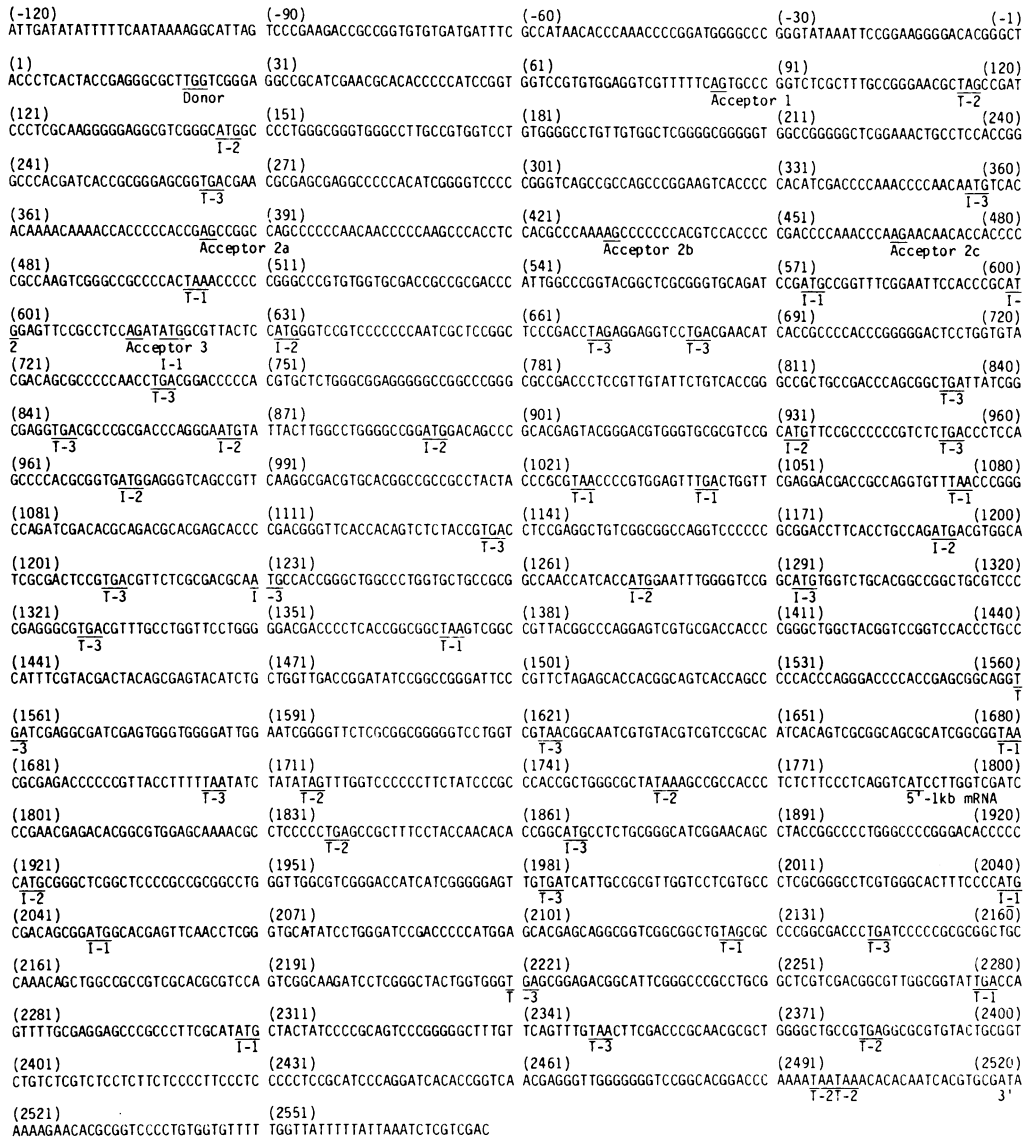 (-120) (-90) (-60) (-30) (-1)
ATTGATATATTTTTCAATAAAAGGCATTAG TCCCGAAGACCGCCGGTGTGTGATGATTTC GCCATAACACCCAAACCCCGGATGGGGCCC GGGTATAAATTCCGGAAGGGGACACGGGCT
(1) (31) (61) (91) (120)
ACCCTCACTACCGAGGGCGCTTGGTCGGGA GGCCGCATCGAACGCACACCCCCATCCGGT GGTCCGTGTGGAGGTCGTTTTTCAGTGCCC GGTCTCGCTTTGCCGGGAACGCTAGCCGAT
Donor Acceptor 1 T-2
(121) (151) (181) (211) (240)
CCCTCGCAAGGGGGAGGCGTCGGGCATGGC CCCTGGGCGGGTGGGCCTTGCCGTGGTCCT GTGGGGCCTGTTGTGGCTCGGGGCGGGGGT GGCCGGGGGCTCGGAAACTGCCTCCACCGG
I-2
(241) (271) (301) (331) (360)
GCCCACGATCACCGCGGGAGCGGTGACGAA CGCGAGCGAGGCCCCCACATCGGGGTCCCC CGGGTCAGCCGCCAGCCCGGAAGTCACCCC CACATCGACCCCAAACCCCAACAATGTCAC
T-3 I-3
(361) (391) (421) (451) (480)
ACAAAACAAAACCACCCCCACCGAGCCGGC CAGCCCCCCAACAACCCCCAAGCCCACCTC CACGCCCAAAAGCCCCCCCACGTCCACCCC CGACCCCAAACCCAAGAACAACACCACCCC
Acceptor 2a Acceptor 2b Acceptor 2c
(481) (511) (541) (571) (600)
CGCCAAGTCGGGCCGCCCCACTAAACCCCC CGGGCCCGTGTGGTGCGACCGCCGCGACCC ATTGGCCCGGTACGGCTCGCGGGTGCAGAT CCGATGCCGGTTTCGGAATTCCACCCGCAT
T-1 I-1 I-
(601) (631) (661) (691) (720)
GGAGTTCCGCCTCCAGATATGGCGTTACTC CATGGGTCCGTCCCCCCCAATCGCTCCGGC TCCCGACCTAGAGGAGGTCCTGACGAACAT CACCGCCCCACCCGGGGGACTCCTGGTGTA
2 Acceptor 3 I-2 T-3 T-3
I-1
(721) (751) (781) (811) (840)
CGACAGCGCCCCCAACCTGACGGACCCCCA CGTGCTCTGGGCGGAGGGGGCCGGCCCGGG CGCCGACCCTCCGTTGTATTCTGTCACCGG GCCGCTGCCGACCCAGCGGCTGATTATCGG
T-3 T-3
(841) (871) (901) (931) (960)
CGAGGTGACGCCCGCGACCCAGGGAATGTA TTACTTGGCCTGGGGCCGGATGGACAGCCC GCACGAGTACGGGACGTGGGTGCGCGTCCG CATGTTCCGCCCCCCGTCTCTGACCCTCCA
T-3 I-2 I-2 I-2 T-3
(961) (991) (1021) (1051) (1080)
GCCCCACGCGGTGATGGAGGGTCAGCCGTT CAAGGCGACGTGCACGGCCGCCGCCTACTA CCCGCGTAACCCCGTGGAGTTTGACTGGTT CGAGGACGACCGCCAGGTGTTTAACCCGGG
I-2 T-1 T-1 T-1
(1081) (1111) (1141) (1171) (1200)
CCAGATCGACACGCAGACGCACGAGCACCC CGACGGGTTCACCACAGTCTCTACCGTGAC CTCCGAGGCTGTCGGCGGCCAGGTCCCCCC GCGGACCTTCACCTGCCAGATGACGTGGCA
T-3 I-2
(1201) (1231) (1261) (1291) (1320)
TCGCGACTCCGTGACGTTCTCGCGACGCAA TGCCACCGGGCTGGCCCTGGTGCTGCCGCG GCCAACCATCACCATGGAATTTGGGGTCCG GCATGTGGTCTGCACGGCCGGCTGCGTCCC
T-3 I -3 I-2 I-3
(1321) (1351) (1381) (1411) (1440)
CGAGGGCGTGACGTTTGCCTGGTTCCTGGG GGACGACCCCTCACCGGCGGCTAAGTCGGC CGTTACGGCCCAGGAGTCGTGCGACCACCC CGGGCTGGCTACGGTCCGGTCCACCCTGCC
T-3 T-1
(1441) (1471) (1501) (1531) (1560)
CATTTCGTACGACTACAGCGAGTACATCTG CTGGTTGACCGGATATCCGGCCGGGATTCC CGTTCTAGAGCACCACGGCAGTCACCAGCC CCCACCCAGGGACCCCACCGAGCGGCAGGT
T
(1561) (1591) (1621) (1651) (1680)
GATCGAGGCGATCGAGTGGGTGGGGATTGG AATCGGGGTTCTCGCGGCGGGGGTCCTGGT CGTAACGGCAATCGTGTACGTCGTCCGCAC ATCACAGTCGCGGCAGCGCATCGGCGGTAA
-3 T-3 T-1
(1681) (1711) (1741) (1771) (1800)
CGCGAGACCCCCCGTTACCTTTTTAATATC TATATAGTTTGGTCCCCCCTTCTATCCCGC CCACCGCTGGGCGCTATAAAGCCGCCACCC TCTCTTCCCTCAGGTCATCCTTGGTCGATC
T-3 T-2 T-2 5'-1kb mRNA
(1801) (1831) (1861) (1891) (1920)
CCGAACGAGACACGGCGTGGAGCAAAACGC CTCCCCCTGAGCCGCTTTCCTACCAACACA CCGGCATGCCTCTGCGGGCATCGGAACAGC CTACCGGCCCCTGGGCCCCGGGACACCCCC
T-2 I-3
(1921) (1951) (1981) (2011) (2040)
CATGCGGGCTCGGCTCCCCGCCGCGGCCTG GGTTGGCGTCGGGACCATCATCGGGGGAGT TGTGATCATTGCCGCGTTGGTCCTCGTGCC CTCGCGGGCCTCGTGGGCACTTTCCCCATG
I-2 T-3 I-1
(2041) (2071) (2101) (2131) (2160)
CGACAGCGGATGGCACGAGTTCAACCTCGG GTGCATATCCTGGGATCCGACCCCCATGGA GCACGAGCAGGCGGTCGGCGGCTGTAGCGC CCCGGCGACCCTGATCCCCCGCGCGGCTGC
I-1 T-1 T-3
(2161) (2191) (2221) (2251) (2280)
CAAACAGCTGGCCGCCGTCGCACGCGTCCA GTCGGCAAGATCCTCGGGCTACTGGTGGGT GAGCGGAGACGGCATTCGGGCCCGCCTGCG GCTCGTCGACGGCGTTGGCGGTATTGACCA
T -3 T-1
(2281) (2311) (2341) (2371) (2400)
GTTTTGCGAGGAGCCCGCCCTTCGCATATG CTACTATCCCCGCAGTCCCGGGGGCTTTGT TCAGTTTGTAACTTCGACCCGCAACGCGCT GGGGCTGCCGTGAGGCGCGTGTACTGCGGT
I-1 T-3 T-2
(2401) (2431) (2461) (2491) (2520)
CTGTCTCGTCTCCTCTTCTCCCCTTCCCTC CCCCTCCGCATCCCAGGATCACACCGGTCA ACGAGGGTTGGGGGGGTCCGGCACGGACCC AAAATAATAAACACACAATCACGTGCGATA
T-2T-2 3'
(2521) (2551)
AAAAGAACACGCGGTCCCCTGTGGTGTTTT TGGTTATTTTTATTAAATCTCGTCGAC